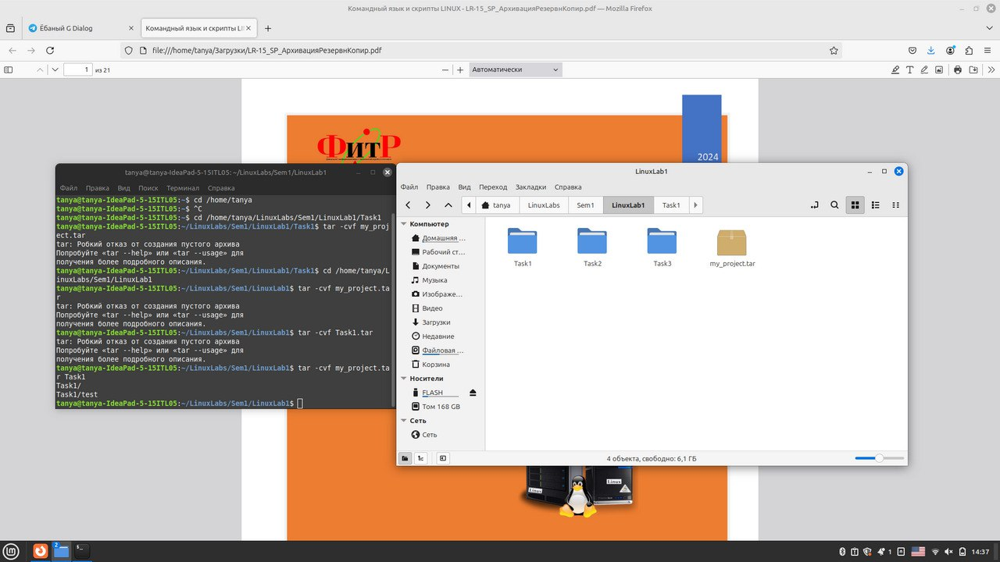 Командный язык и скрипты LINUX - LR-15_SP_АрхивацияРезервнКопир.pdf — Mozilla Firefox
Ёбаный G Dialog
Командный язык и скрипты LI
file:///home/tanya/Загрузки/LR-15_SP_АрхивацияРезервнКопир.pdf
1
из 21
Автоматически
ФитР
2024
tanya@tanya-IdeaPad-5-15ITL05: ~/LinuxLabs/Sem1/LinuxLab1
Файл Правка Вид Поиск Терминал Справка
tanya@tanya-IdeaPad-5-15ITL05:~$ cd /home/tanya
tanya@tanya-IdeaPad-5-15ITL05:~$ ^C
tanya@tanya-IdeaPad-5-15ITL05:~$ cd /home/tanya/LinuxLabs/Sem1/LinuxLab1/Task1
tanya@tanya-IdeaPad-5-15ITL05:~/LinuxLabs/Sem1/LinuxLab1/Task1$ tar -cvf my_proj
ect.tar
tar: Робкий отказ от создания пустого архива
Попробуйте «tar --help» или «tar --usage» для
получения более подробного описания.
tanya@tanya-IdeaPad-5-15ITL05:~/LinuxLabs/Sem1/LinuxLab1/Task1$ cd /home/tanya/L
inuxLabs/Sem1/LinuxLab1
tanya@tanya-IdeaPad-5-15ITL05:~/LinuxLabs/Sem1/LinuxLab1$ tar -cvf my_project.ta
r
tar: Робкий отказ от создания пустого архива
Попробуйте «tar --help» или «tar --usage» для
получения более подробного описания.
tanya@tanya-IdeaPad-5-15ITL05:~/LinuxLabs/Sem1/LinuxLab1$ tar -cvf Task1.tar
tar: Робкий отказ от создания пустого архива
Попробуйте «tar --help» или «tar --usage» для
получения более подробного описания.
tanya@tanya-IdeaPad-5-15ITL05:~/LinuxLabs/Sem1/LinuxLab1$ tar -cvf my_project.ta
r Task1
Task1/
Task1/test
tanya@tanya-IdeaPad-5-15ITL05:~/LinuxLabs/Sem1/LinuxLab1$
LinuxLab1
Файл Правка Вид Переход Закладки Справка
tanya LinuxLabs Sem1 LinuxLab1 Task1
Компьютер
Домашняя ...
Рабочий ст...
Документы
Музыка
Изображе...
Видео
Загрузки
Недавние
Файловая ...
Корзина
Носители
FLASH
Том 168 GB
Сеть
Сеть
Task1
Task2
Task3
my_project.tar
4 объекта, свободно: 6,1 ГБ
Linux
Linux
2
1
14:37